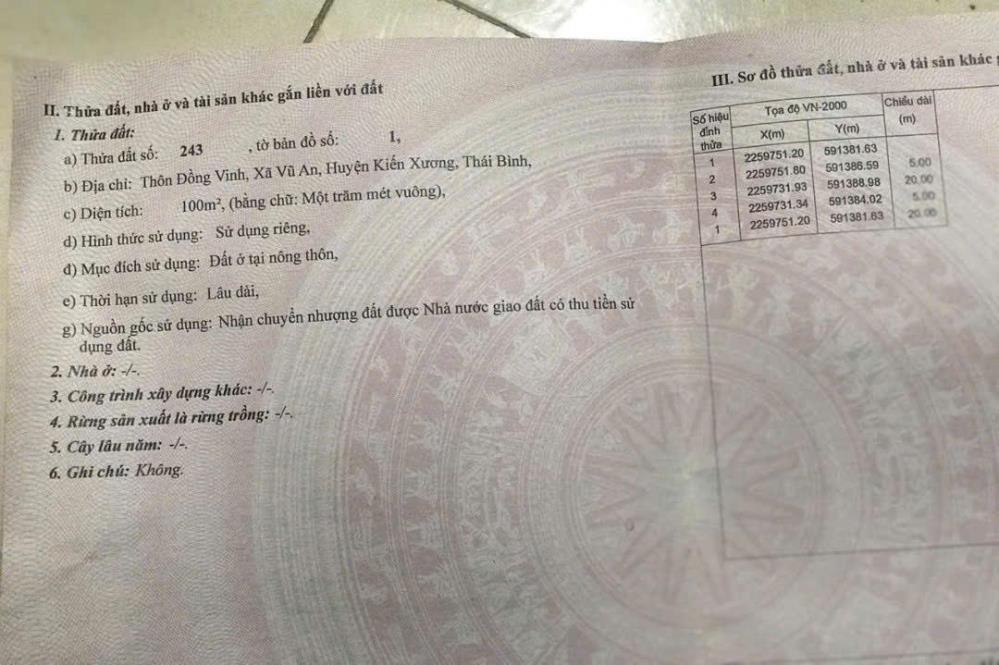 II. Thửa đất, nhà ở và tài sản khác gắn liền với đất
1. Thửa đất:
a) Thửa đất số: 243 , tờ bản đồ số: 1,
b) Địa chỉ: Thôn Đồng Vinh, Xã Vũ An, Huyện Kiến Xương, Thái Bình,
c) Diện tích: 100m², (bằng chữ: Một trăm mét vuông),
d) Hình thức sử dụng: Sử dụng riêng,
đ) Mục đích sử dụng: Đất ở tại nông thôn,
e) Thời hạn sử dụng: Lâu dài,
g) Nguồn gốc sử dụng: Nhận chuyển nhượng đất được Nhà nước giao đất có thu tiền sử
dụng đất.
2. Nhà ở: -/-.
3. Công trình xây dựng khác: -/-.
4. Rừng sản xuất là rừng trồng: -/-.
5. Cây lâu năm: -/-.
6. Ghi chú: Không.
III. Sơ đồ thửa đất, nhà ở và tài sản khác
Số hiệu đỉnh thửa Tọa độ VN-2000 Chiều dài (m)
X(m) Y(m)
1 2259751.20 591381.63
5.00
2 2259751.80 591386.59
20.00
3 2259731.93 591388.98
5.00
4 2259731.34 591384.02
20.00
1 2259751.20 591381.63